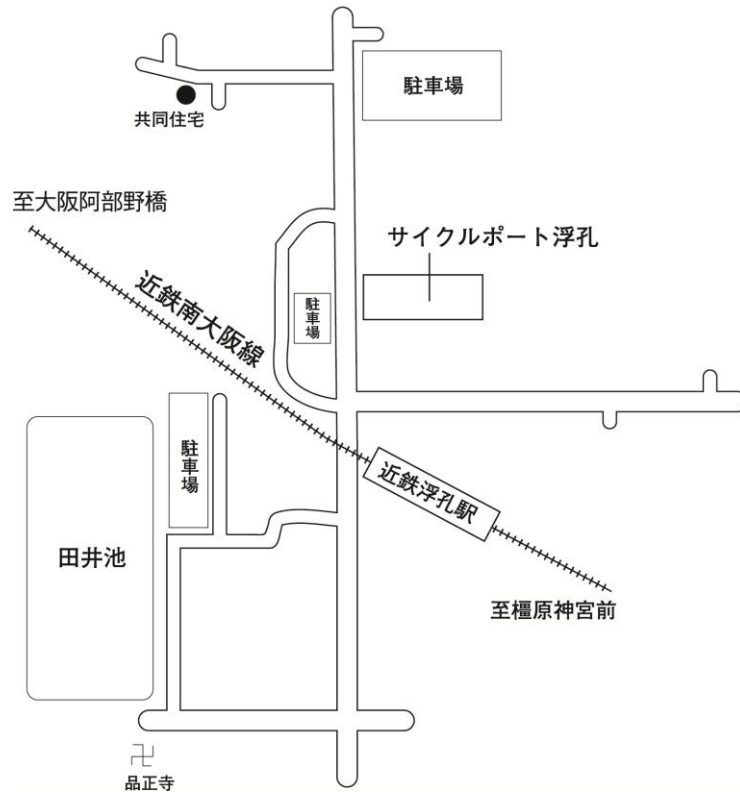 駐車場
共同住宅
至大阪阿部野橋
サイクルポート浮孔
近鉄南大阪線
駐車場
駐車場
近鉄浮孔駅
田井池
至橿原神宮前
品正寺